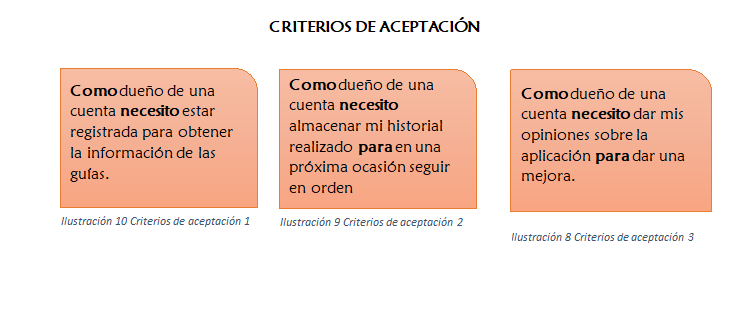 CRITERIOS DE ACEPTACIÓN
Como dueño de una
cuenta necesito estar
registrada para obtener
la información de las
guías.
Ilustración 10 Criterios de aceptación 1
Como dueño de una
cuenta necesito
almacenar mi historial
realizado para en una
próxima ocasión seguir
en orden
Ilustración 9 Criterios de aceptación 2
Como dueño de una
cuenta necesito dar mis
opiniones sobre la
aplicación para dar una
mejora.
Ilustración 8 Criterios de aceptación 3